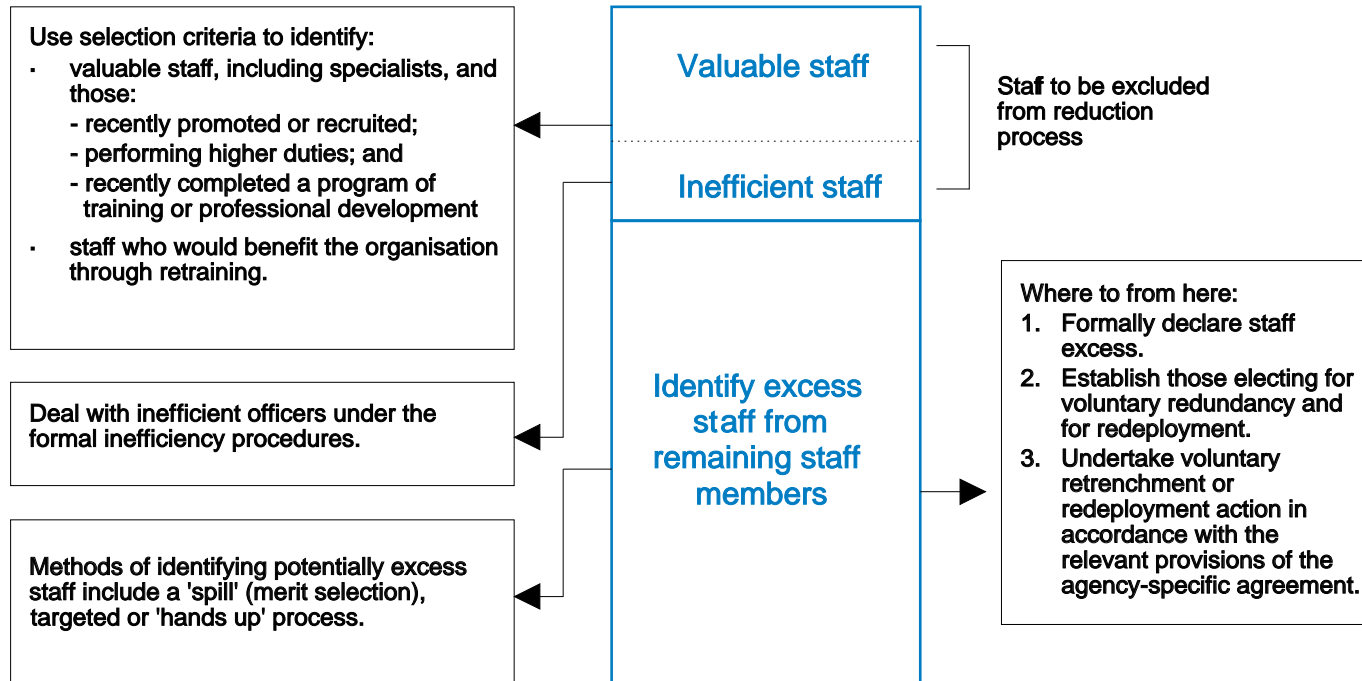 Use selection criteria to identify:
· valuable staff, including specialists, and
those:
- recently promoted or recruited;
- performing higher duties; and
- recently completed a program of
training or professional development
· staff who would benefit the organisation
through retraining.
Deal with inefficient officers under the
formal inefficiency procedures.
Methods of identifying potentially excess
staff include a 'spill' (merit selection),
targeted or 'hands up' process.
Valuable staff
Inefficient staff
Identify excess
staff from
remaining staff
members
Staff to be excluded
from reduction
process
Where to from here:
1. Formally declare staff
excess.
2. Establish those electing for
voluntary redundancy and
for redeployment.
3. Undertake voluntary
retrenchment or
redeployment action in
accordance with the
relevant provisions of the
agency-specific agreement.